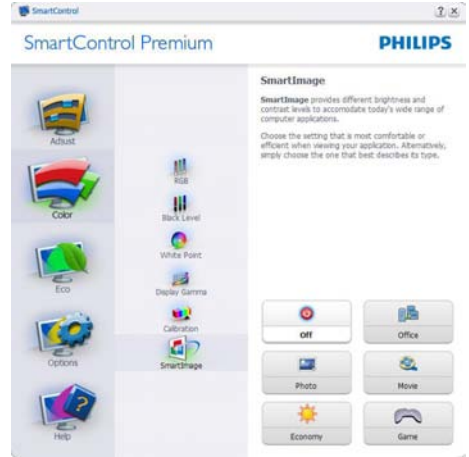 SmartControl
SmartControl Premium
PHILIPS
Adjust
Color
Eco
Options
Help
RGB
Black Level
White Point
Display Gamma
Calibration
SmartImage
SmartImage
SmartImage provides different brightness and
contrast levels to accomodate today's wide range of
computer applications.
Choose the setting that is most comfortable or
efficient when viewing your application. Alternatively,
simply choose the one that best describes its type.
Off
Office
Photo
Movie
Economy
Game